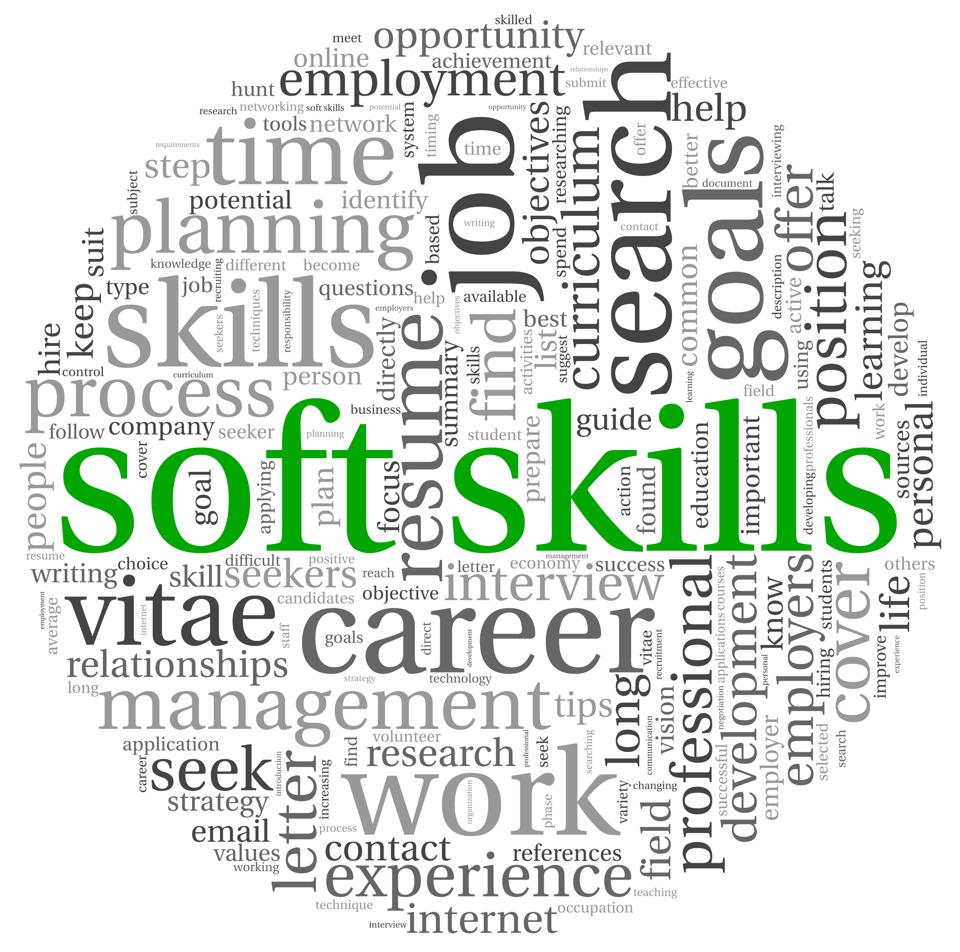 skilled
meet
opportunity
relevant
online
achievement
employment
relationships
submit
effective
hunt
research
networking
soft skills
potential
opportunity
help
tools
network
system
timing
time
objectives
researching
search
offer
better
goals
interviewing
requirements
step
time
job
curriculum
document
subject
potential
identify
writing
contact
offer
talk
suit
planning
based
spend
common
description
position
seeking
knowledge
different
become
type
job
recruiting
questions
help
available
active
learning
keep
skills
seekers
techniques
responsibility
employers
objectives
best
find
activities
list
suggest
using
develop
hire
control
curriculum
person
directly
resume
summary
skills
learning
field
individual
process
business
guide
work
follow
company
seeker
planning
student
professionals
personal
soft skills
people
cover
goal
applying
plan
focus
prepare
action
found
education
important
developing
sources
resume
choice
difficult
positive
letter
economy
management
success
others
writing
skill
seekers
reach
interview
employment
average
vitae
internet
candidates
objective
professional
courses
development
know
students
cover
life
position
career
staff
goals
direct
development
vitae
recruitment
applications
employers
relationships
strategy
technology
personal
hiring
improve
experience
long
management
tips
long
vision
negotiation
application
volunteer
communication
employer
selected
search
career
seek
introduction
find
research
professional
seek
searching
strategy
letter
increasing
work
organization
phase
variety
changing
successful
email
process
field
values
contact
references
working
experience
teaching
technique
occupation
interview
internet